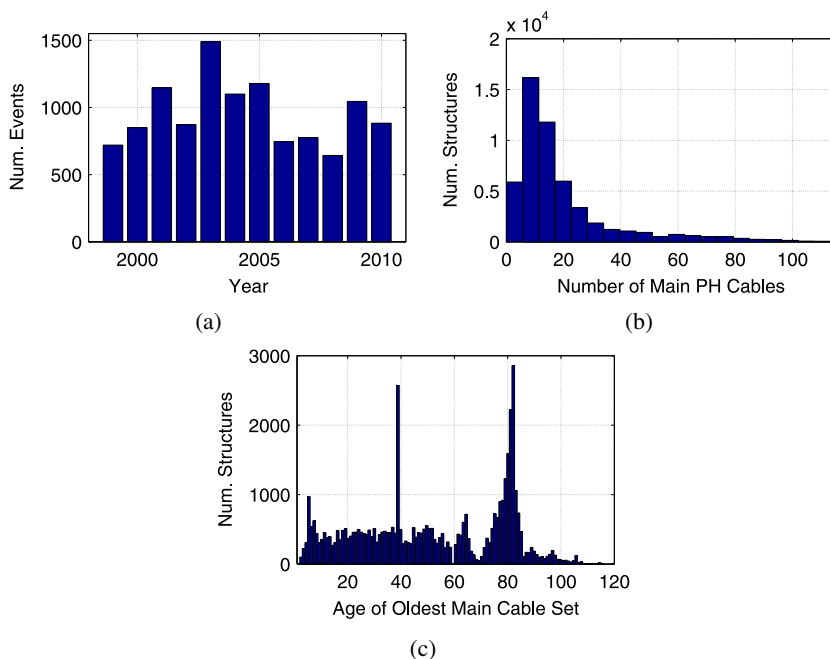 1500
1000
500
0
Num. Events
2000
2005
2010
Year
(a)
x 10^4
2
1.5
1
0.5
0
Num. Structures
0
20
40
60
80
100
Number of Main PH Cables
(b)
3000
2000
1000
0
Num. Structures
20
40
60
80
100
120
Age of Oldest Main Cable Set
(c)